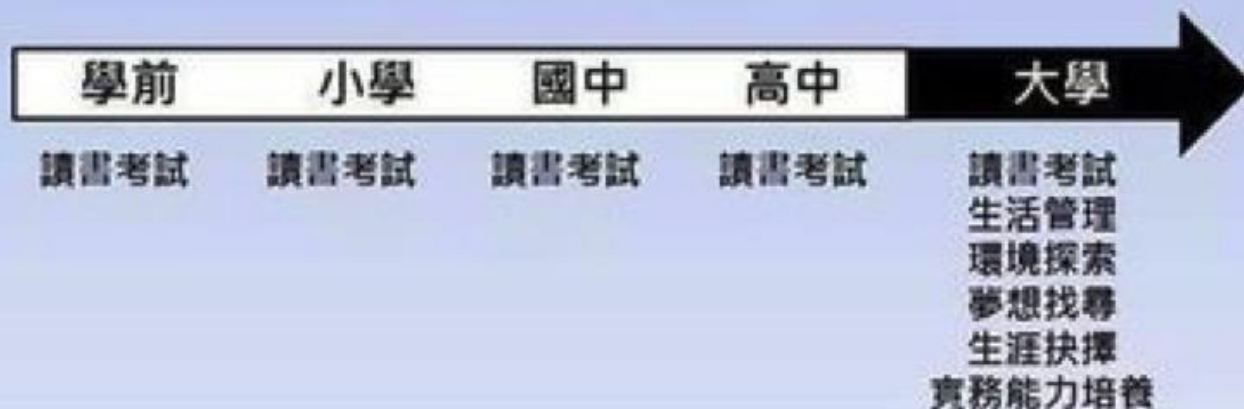 學前 小學 國中 高中 大學
讀書考試 讀書考試 讀書考試 讀書考試 讀書考試
生活管理
環境探索
夢想找尋
生涯抉擇
實務能力培養